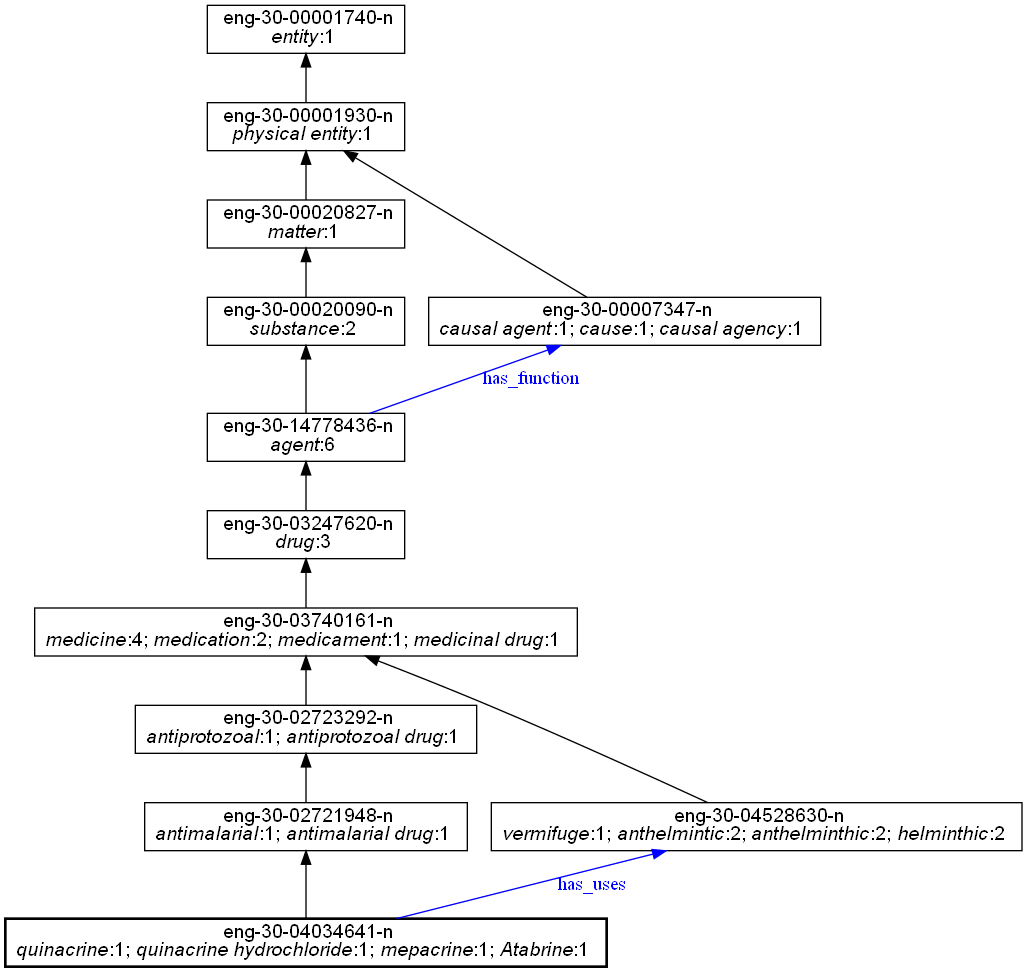 eng-30-00001740-n
entity:1
eng-30-00001930-n
physical entity:1
eng-30-00020827-n
matter:1
eng-30-00020090-n
substance:2
eng-30-00007347-n
causal agent:1; cause:1; causal agency:1
has_function
eng-30-14778436-n
agent:6
eng-30-03247620-n
drug:3
eng-30-03740161-n
medicine:4; medication:2; medicament:1; medicinal drug:1
eng-30-02723292-n
antiprotozoal:1; antiprotozoal drug:1
eng-30-02721948-n
antimalarial:1; antimalarial drug:1
eng-30-04528630-n
vermifuge:1; anthelmintic:2; anthelminthic:2; helminthic:2
has_uses
eng-30-04034641-n
quinacrine:1; quinacrine hydrochloride:1; mepacrine:1; Atabrine:1